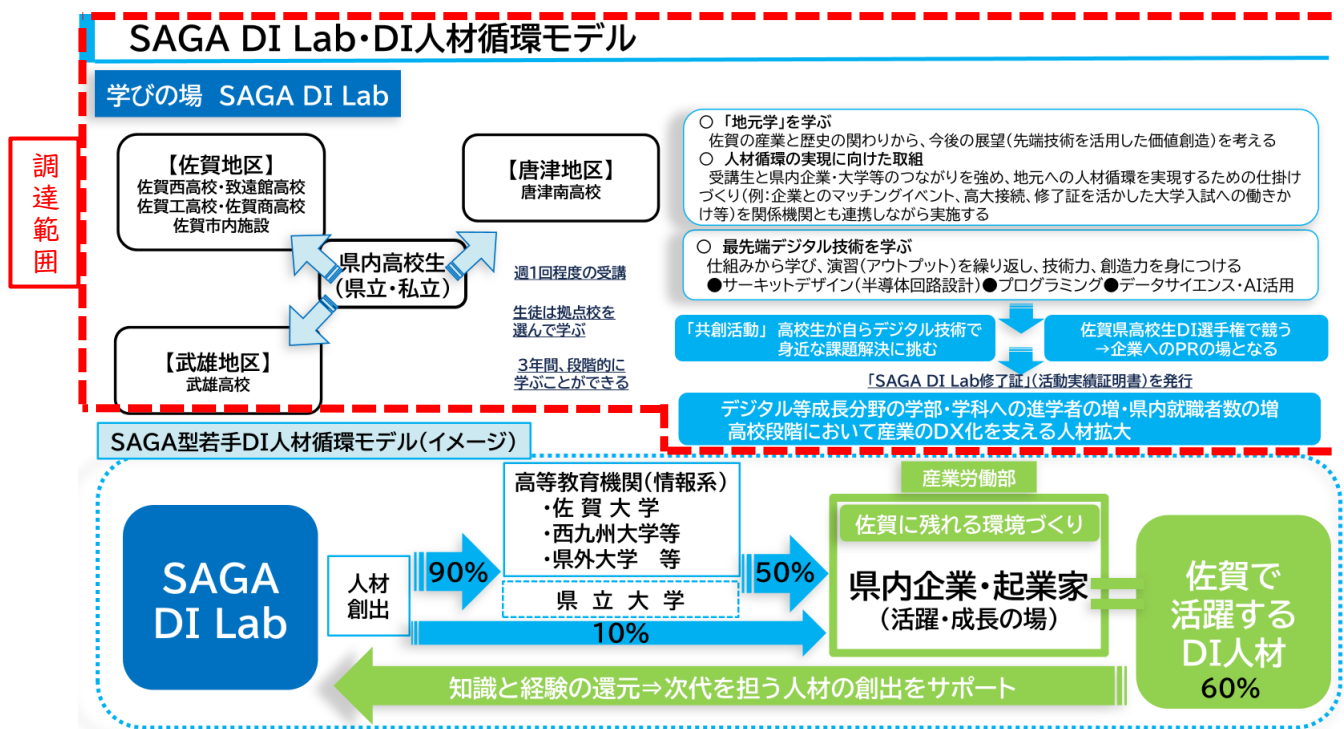 SAGA DI Lab・DI人材循環モデル
学びの場 SAGA DI Lab
調達範囲
【佐賀地区】
佐賀西高校・致遠館高校
佐賀工高校・佐賀商高校
佐賀市内施設
【唐津地区】
唐津南高校
県内高校生
(県立・私立)
【武雄地区】
武雄高校
週1回程度の受講
生徒は拠点校を
選んで学ぶ
3年間、段階的に
学ぶことができる
○ 「地元学」を学ぶ
佐賀の産業と歴史の関わりから、今後の展望(先端技術を活用した価値創造)を考える
○ 人材循環の実現に向けた取組
受講生と県内企業・大学等のつながりを強め、地元への人材循環を実現するための仕掛け
づくり(例:企業とのマッチングイベント、高大接続、修了証を活かした大学入試への働きか
け等)を関係機関とも連携しながら実施する
○ 最先端デジタル技術を学ぶ
仕組みから学び、演習(アウトプット)を繰り返し、技術力、創造力を身につける
●サーキットデザイン(半導体回路設計)●プログラミング●データサイエンス・AI活用
「共創活動」 高校生が自らデジタル技術で
身近な課題解決に挑む
佐賀県高校生DI選手権で競う
→企業へのPRの場となる
「SAGA DI Lab修了証」(活動実績証明書)を発行
デジタル等成長分野の学部・学科への進学者の増・県内就職者数の増
高校段階において産業のDX化を支える人材拡大
SAGA型若手DI人材循環モデル(イメージ)
SAGA
DI Lab
人材
創出
90%
高等教育機関(情報系)
・佐 賀 大 学
・西九州大学等
・県外大学 等
県 立 大 学
50%
10%
産業労働部
佐賀に残れる環境づくり
県内企業・起業家
(活躍・成長の場)
佐賀で
活躍する
DI人材
60%
知識と経験の還元⇒次代を担う人材の創出をサポート